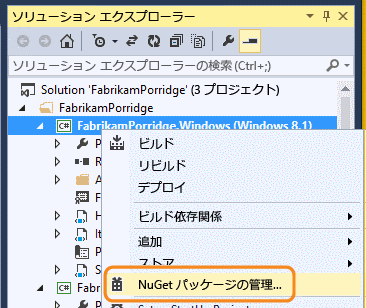 ソリューション エクスプローラー
ソリューション エクスプローラーの検索 (Ctrl+;)
Solution 'FabrikamPorridge' (3 プロジェクト)
FabrikamPorridge
C# FabrikamPorridge.Windows (Windows 8.1)
ビルド
リビルド
デプロイ
ビルド依存関係
追加
ストア
NuGet パッケージの管理...
C# Fab